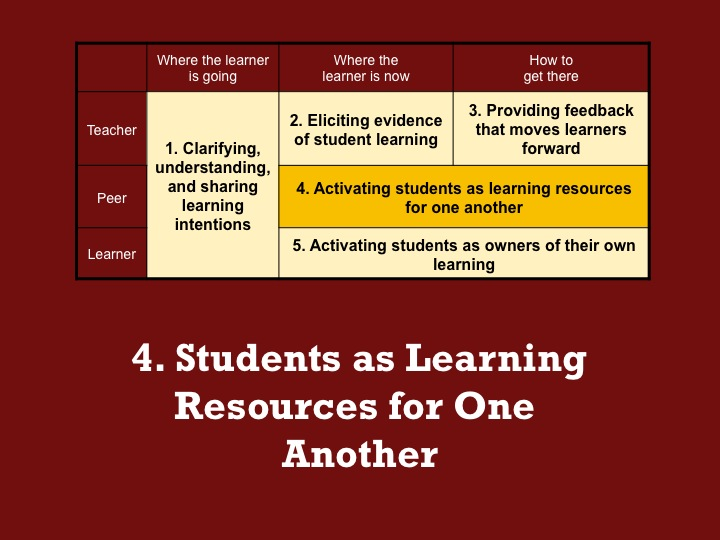 Where the learner
is going
Where the
learner is now
How to
get there
Teacher
1. Clarifying,
understanding,
and sharing
learning
intentions
2. Eliciting evidence
of student learning
3. Providing feedback
that moves learners
forward
Peer
4. Activating students as learning resources
for one another
Learner
5. Activating students as owners of their own
learning
4. Students as Learning
Resources for One
Another